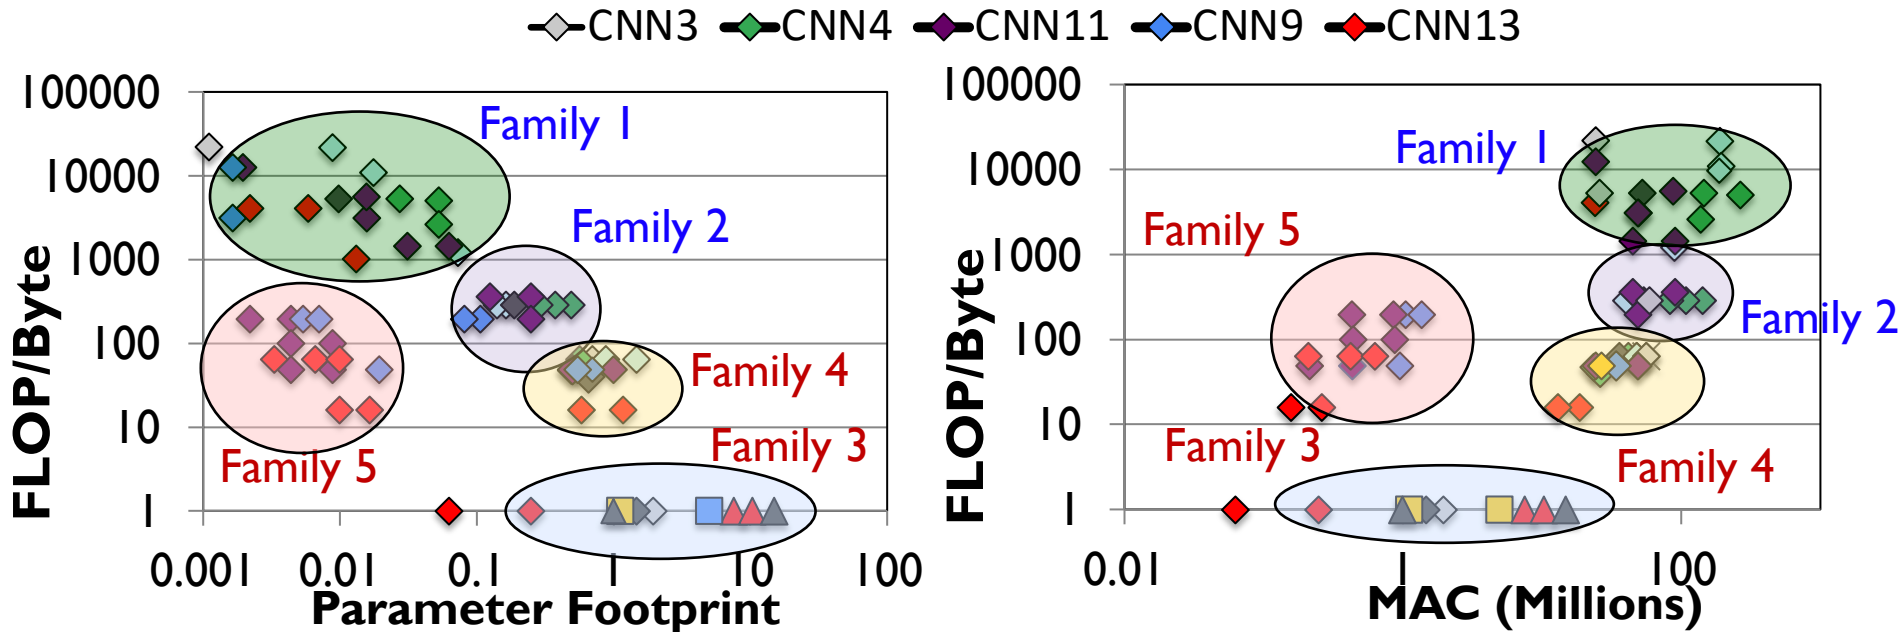 CNN3 CNN4 CNN11 CNN9 CNN13
FLOP/Byte
100000
10000
1000
100
10
1
0.001 0.01 0.1 1 10 100
Parameter Footprint
Family 1
Family 2
Family 4
Family 3
Family 5
FLOP/Byte
100000
10000
1000
100
10
1
0.01 1 100
MAC (Millions)
Family 1
Family 5
Family 2
Family 3
Family 4